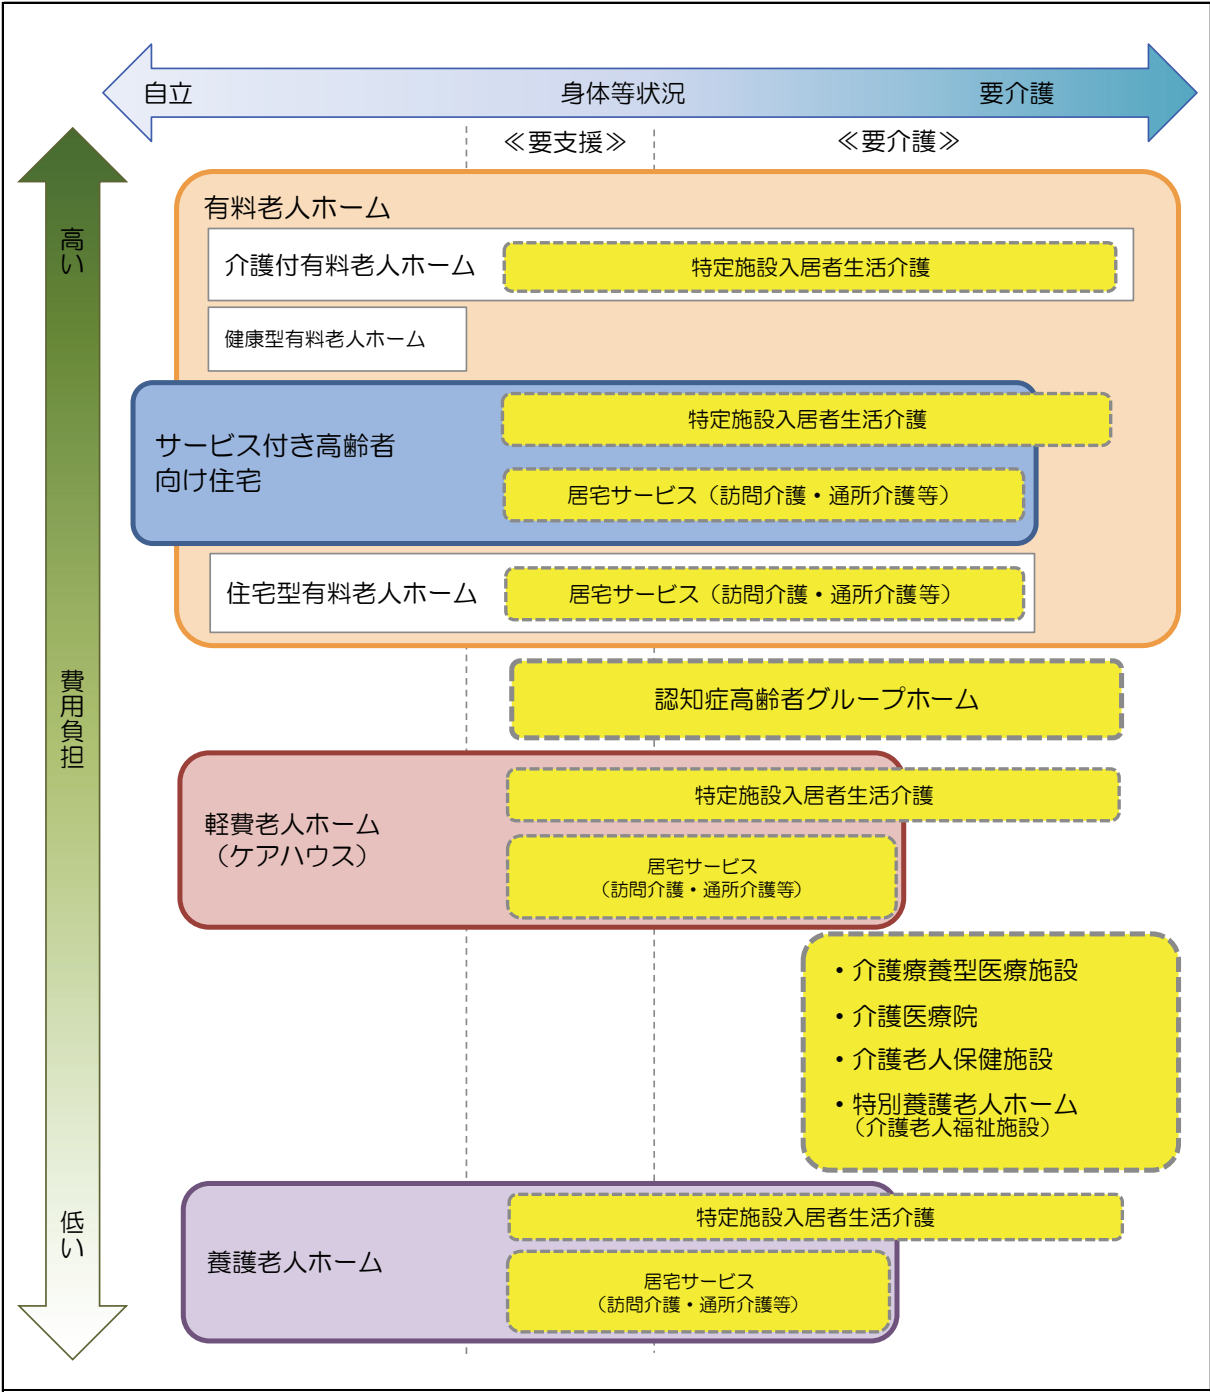 自立
身体等状況
要介護
≪要支援≫
≪要介護≫
高い
費用負担
低い
有料老人ホーム
介護付有料老人ホーム
特定施設入居者生活介護
健康型有料老人ホーム
サービス付き高齢者
向け住宅
特定施設入居者生活介護
居宅サービス（訪問介護・通所介護等）
住宅型有料老人ホーム
居宅サービス（訪問介護・通所介護等）
認知症高齢者グループホーム
軽費老人ホーム
（ケアハウス）
特定施設入居者生活介護
居宅サービス
（訪問介護・通所介護等）
・介護療養型医療施設
・介護医療院
・介護老人保健施設
・特別養護老人ホーム
（介護老人福祉施設）
養護老人ホーム
特定施設入居者生活介護
居宅サービス
（訪問介護・通所介護等）